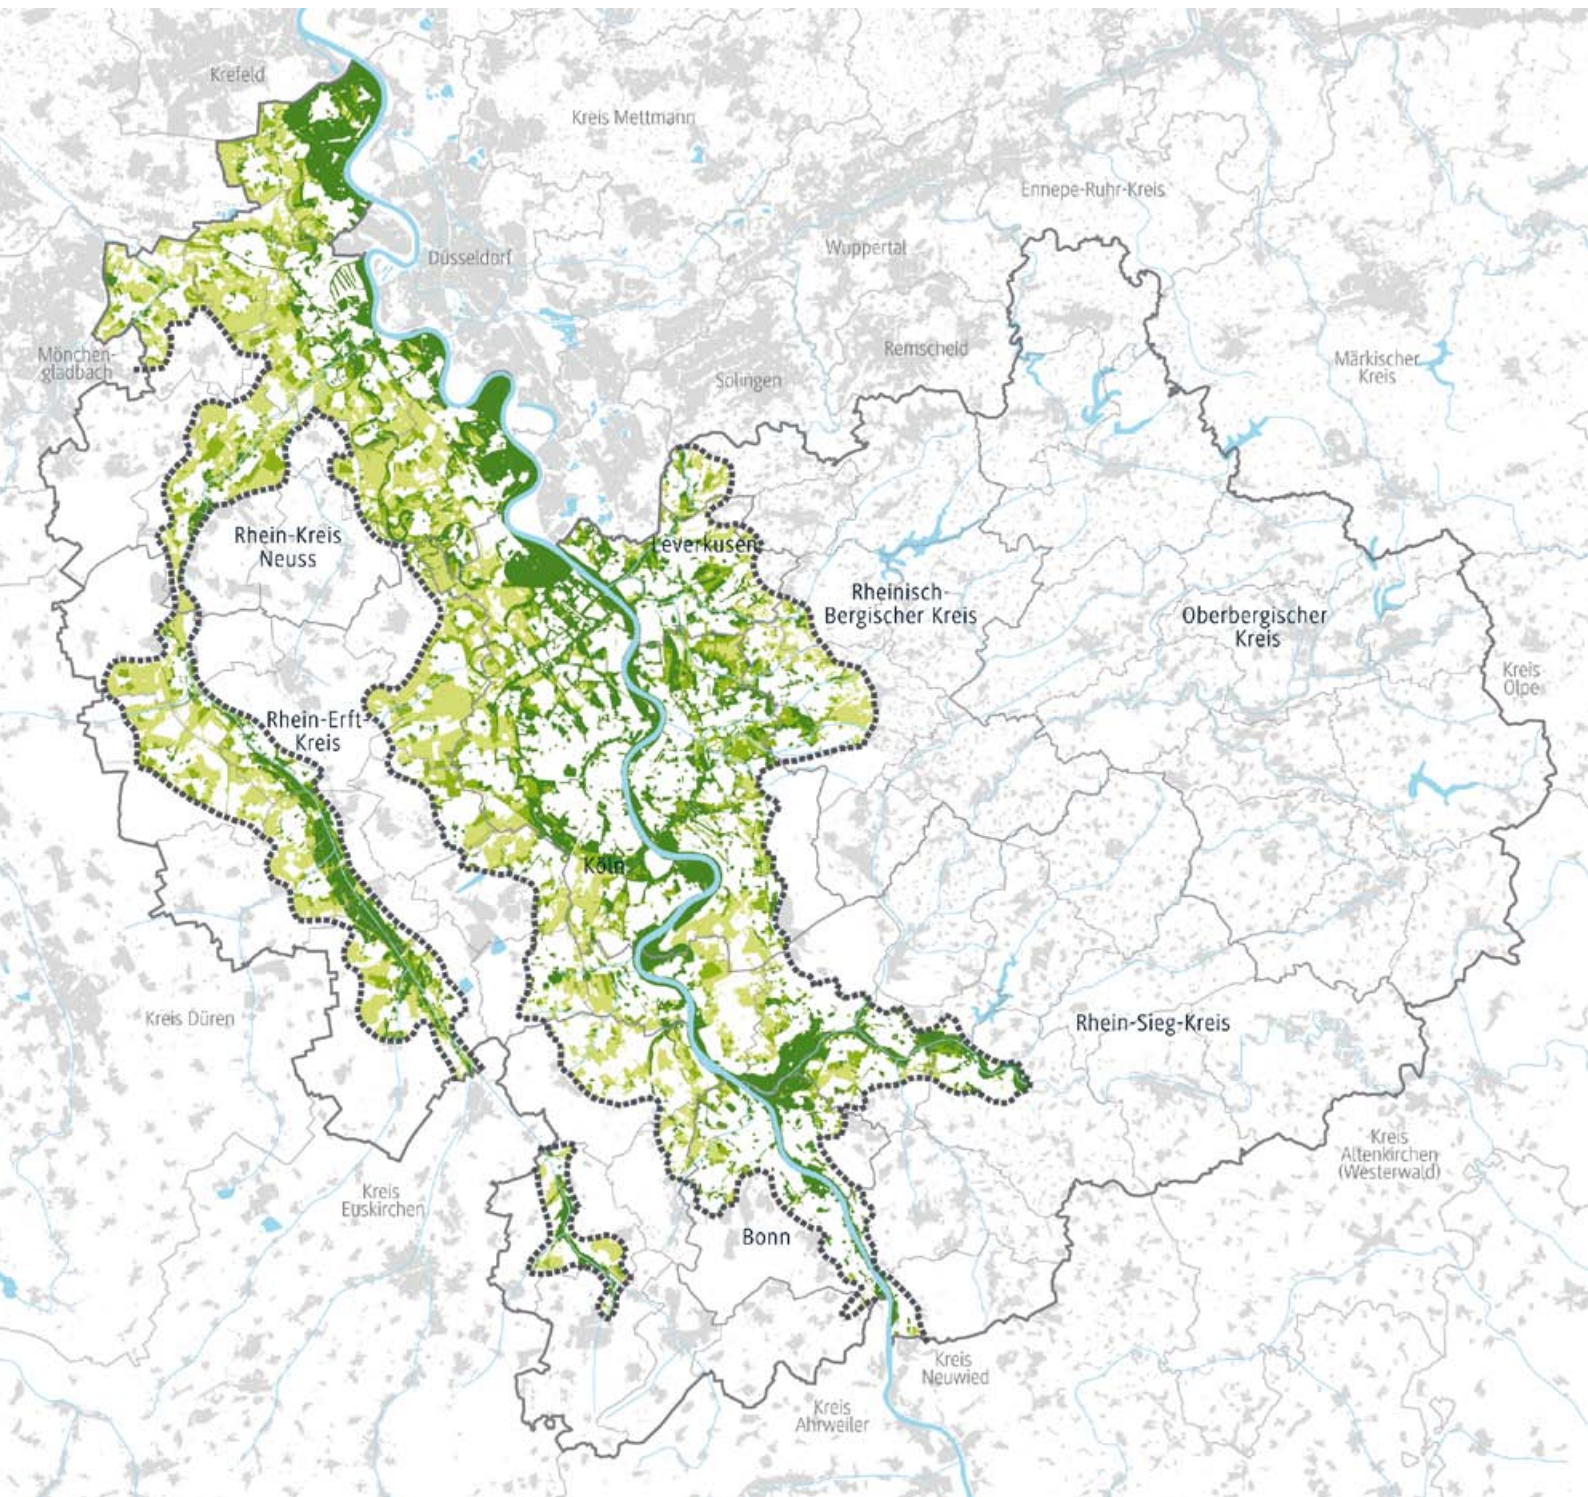 Krefeld
Kreis Mettmann
Ennepe-Ruhr-Kreis
Düsseldorf
Wuppertal
Mönchen-
gladbach
Remscheid
Märkischer
Kreis
Solingen
Rhein-Kreis
Neuss
Leverkusen
Rheinisch-
Bergischer Kreis
Oberbergischer
Kreis
Kreis
Olpe
Rhein-Erft-
Kreis
Köln
Kreis Düren
Rhein-Sieg-Kreis
Kreis
Altenkirchen
(Westerwald)
Kreis
Euskirchen
Bonn
Kreis
Neuwied
Kreis
Ahrweiler